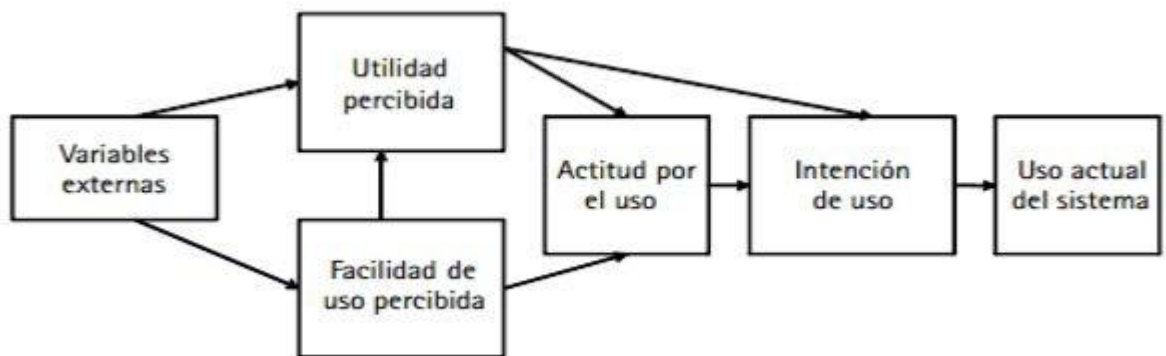 Utilidad
percibida
Variables
externas
Facilidad de
uso percibida
Actitud por
el uso
Intención
de uso
Uso actual
del sistema